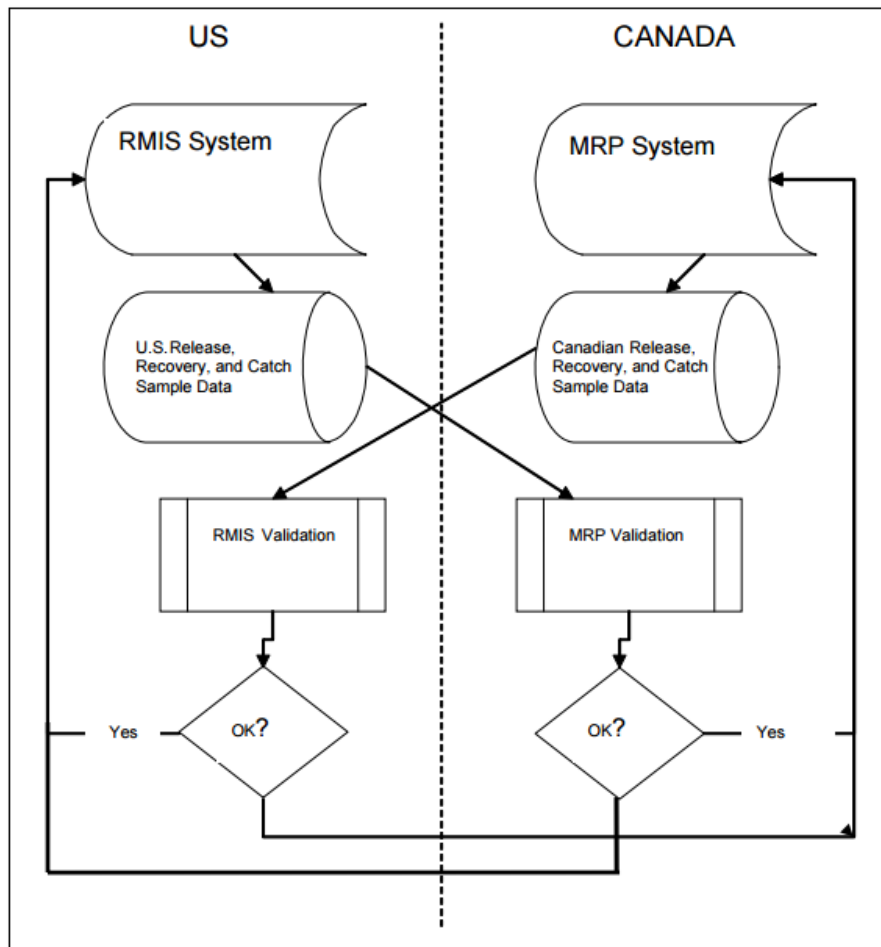 US
CANADA
RMIS System
MRP System
U.S. Release,
Recovery, and Catch
Sample Data
Canadian Release,
Recovery, and Catch
Sample Data
RMIS Validation
MRP Validation
Yes
OK?
OK?
Yes